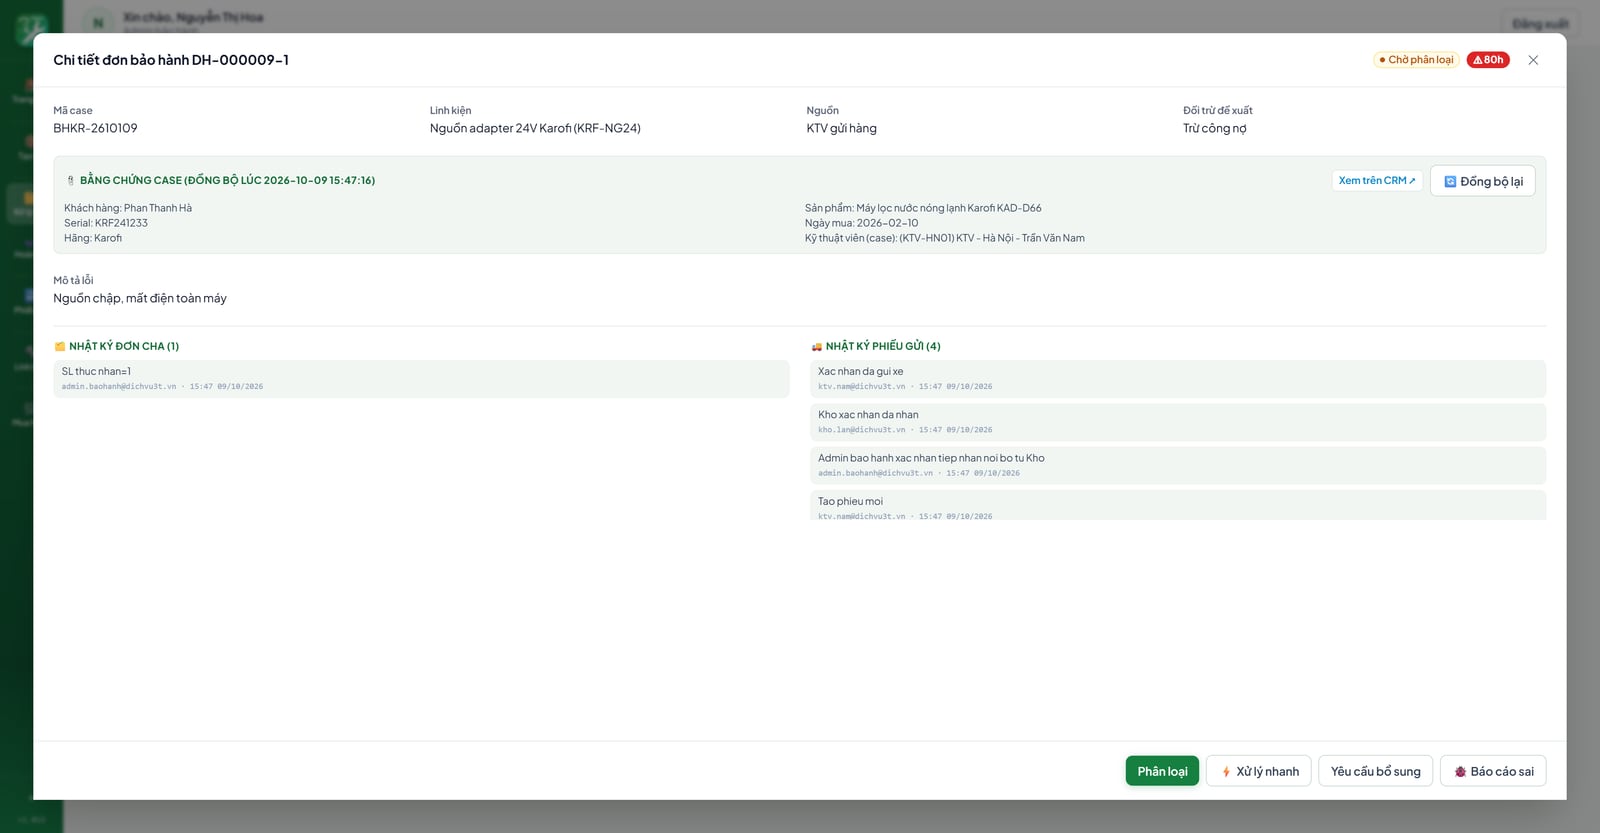 Xin chào, Nguyễn Thị Hoa
N
Đăng xuất
Chi tiết đơn bảo hành DH-000009-1
Chờ phân loại
80h
Mã case
BHKR-2610109
Linh kiện
Nguồn adapter 24V Karofi (KRF-NG24)
Nguồn
KTV gửi hàng
Đối trừ đề xuất
Trừ công nợ
BẰNG CHỨNG CASE (ĐỒNG BỘ LÚC 2026-10-09 15:47:16)
Xem trên CRM ↗
Đồng bộ lại
Khách hàng: Phan Thanh Hà
Serial: KRF241233
Hãng: Karofi
Sản phẩm: Máy lọc nước nóng lạnh Karofi KAD-D66
Ngày mua: 2026-02-10
Kỹ thuật viên (case): (KTV-HN01) KTV - Hà Nội - Trần Văn Nam
Mô tả lỗi
Nguồn chập, mất điện toàn máy
NHẬT KÝ ĐƠN CHA (1)
SL thuc nhan=1
admin.baohanh@dichvu3t.vn · 15:47 09/10/2026
NHẬT KÝ PHIẾU GỬI (4)
Xac nhan da gui xe
ktv.nam@dichvu3t.vn · 15:47 09/10/2026
Kho xac nhan da nhan
kho.lan@dichvu3t.vn · 15:47 09/10/2026
Admin bao hanh xac nhan tiep nhan noi bo tu Kho
admin.baohanh@dichvu3t.vn · 15:47 09/10/2026
Tao phieu moi
ktv.nam@dichvu3t.vn · 15:47 09/10/2026
Phân loại
Xử lý nhanh
Yêu cầu bổ sung
Báo cáo sai